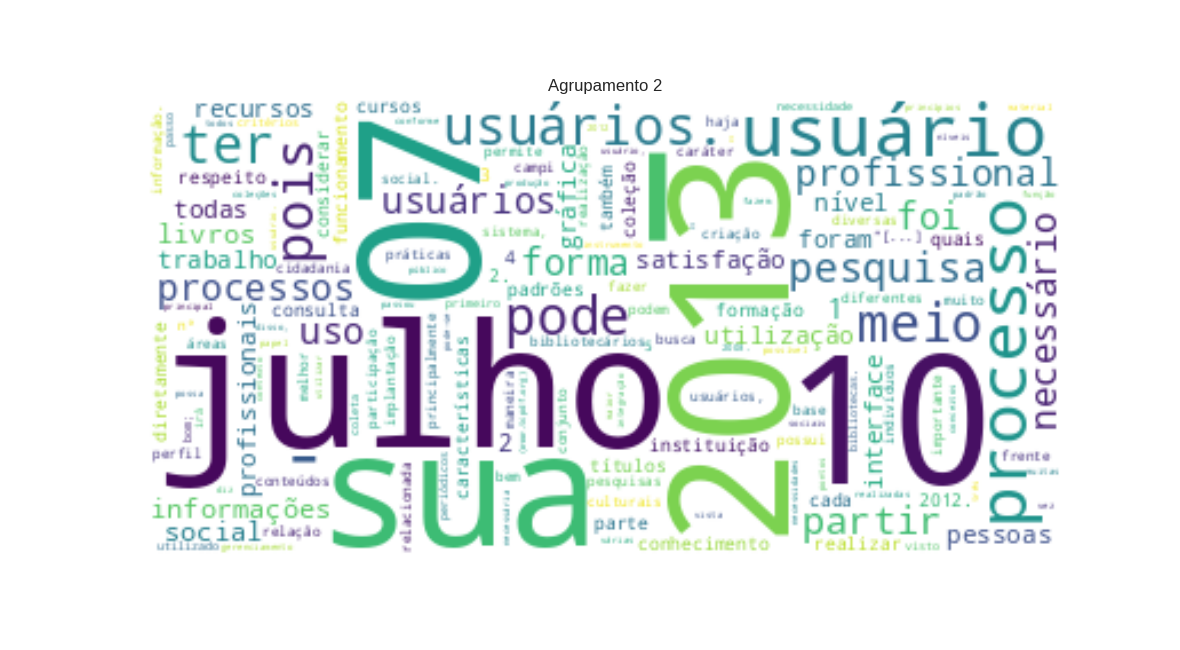 Agrupamento 2
recursos
cursos
usuários.
usuário
necessidade
haja
ter
pois
considerar
funcionamento
07
permite
3
gráfica
realização
também
coleção
caráter
2013
profissional
respeito.
social.
campi
todas
usuários
nível
diversas
foi
livros
sistema,
criação
foram
"[...]
quais
processo
necessário
trabalho
cidadania
práticas
4
forma
satisfação
pesquisa
processos
2.
padrões
fazer
consulta
primeiro
podem
formação
1
diferentes
muito
julho
uso
pode
utilização
meio
nº
áreas
bibliotecários
busca
10
diretamente
profissionais
melhor
participação
implantação
principalmente
características
maneira
conjunto
usuários,
base
bibliotecas.
interface
indivíduos
importante
coleta
perfil
2
instituição
possui
frente
sua
conteúdos
periódicos
bem
títulos
pesquisas
informações
relacionada
culturais
cada
realizadas
2012.
social
relação
parte
vista
partir
utilizado
gerenciamento
várias
conhecimento
realizar
visto
pessoas